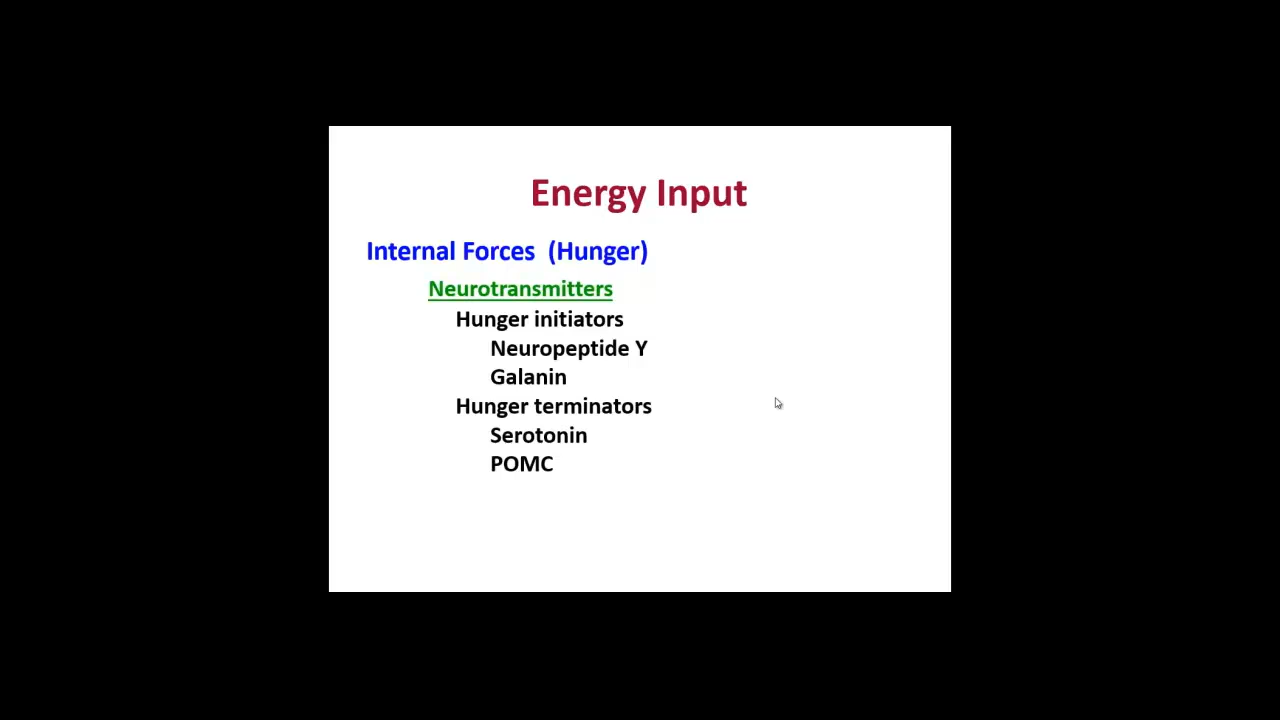 Energy Input
Internal Forces (Hunger)
Neurotransmitters
Hunger initiators
Neuropeptide Y
Galanin
Hunger terminators
Serotonin
POMC